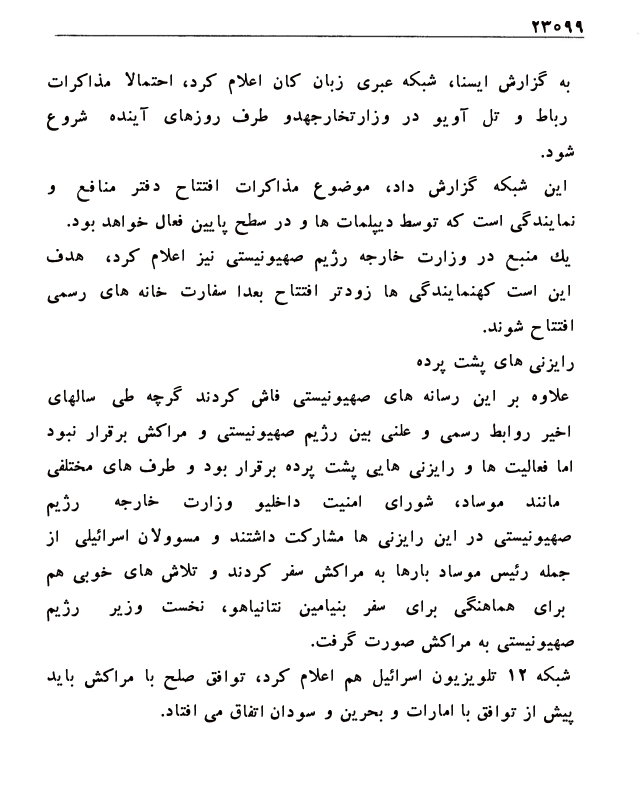 ۲۳۰۹۹
به گزارش ایسنا، شبکه عبری زبان کان اعلام کرد، احتمالا مذاکرات
رباط و تل آویو در وزارتخارجهدو طرف روزهای آینده شروع
شود.
این شبکه گزارش داد، موضوع مذاکرات افتتاح دفتر منافع و
نمایندگی است که توسط دیپلمات ها و در سطح پایین فعال خواهد بود.
یك منبع در وزارت خارجه رژیم صهیونیستی نیز اعلام کرد، هدف
این است کهنمایندگی ها زودتر افتتاح بعدا سفارت خانه های رسمی
افتتاح شوند.
رایزنی های پشت پرده
علاوه بر این رسانه های صهیونیستی فاش کردند گرچه طی سالهای
اخیر روابط رسمی و علنی بین رژیم صهیونیستی و مراکش برقرار نبود
اما فعالیت ها و رایزنی هایی پشت پرده برقرار بود و طرف های مختلفی
مانند موساد، شورای امنیت داخلیو وزارت خارجه رژیم
صهیونیستی در این رایزنی ها مشارکت داشتند و مسوولان اسرائیلی از
جمله رئیس موساد بارها به مراکش سفر کردند و تلاش های خوبی هم
برای هماهنگی برای سفر بنیامین نتانیاهو، نخست وزیر رژیم
صهیونیستی به مراکش صورت گرفت.
شبکه ۱۲ تلویزیون اسرائیل هم اعلام کرد، توافق صلح با مراکش باید
پیش از توافق با امارات و بحرین و سودان اتفاق می افتاد.